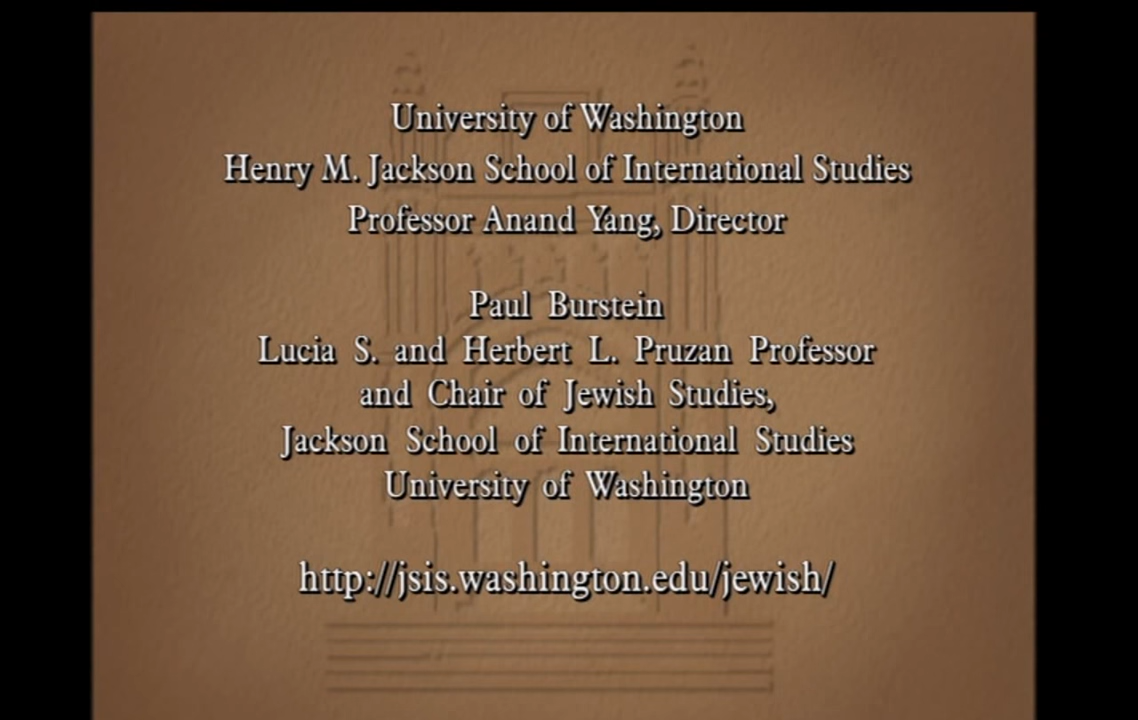 University of Washington
Henry M. Jackson School of International Studies
Professor Anand Yang, Director
Paul Burstein
Lucia S. and Herbert L. Pruzan Professor
and Chair of Jewish Studies,
Jackson School of International Studies
University of Washington
http://jsis.washington.edu/jewish/